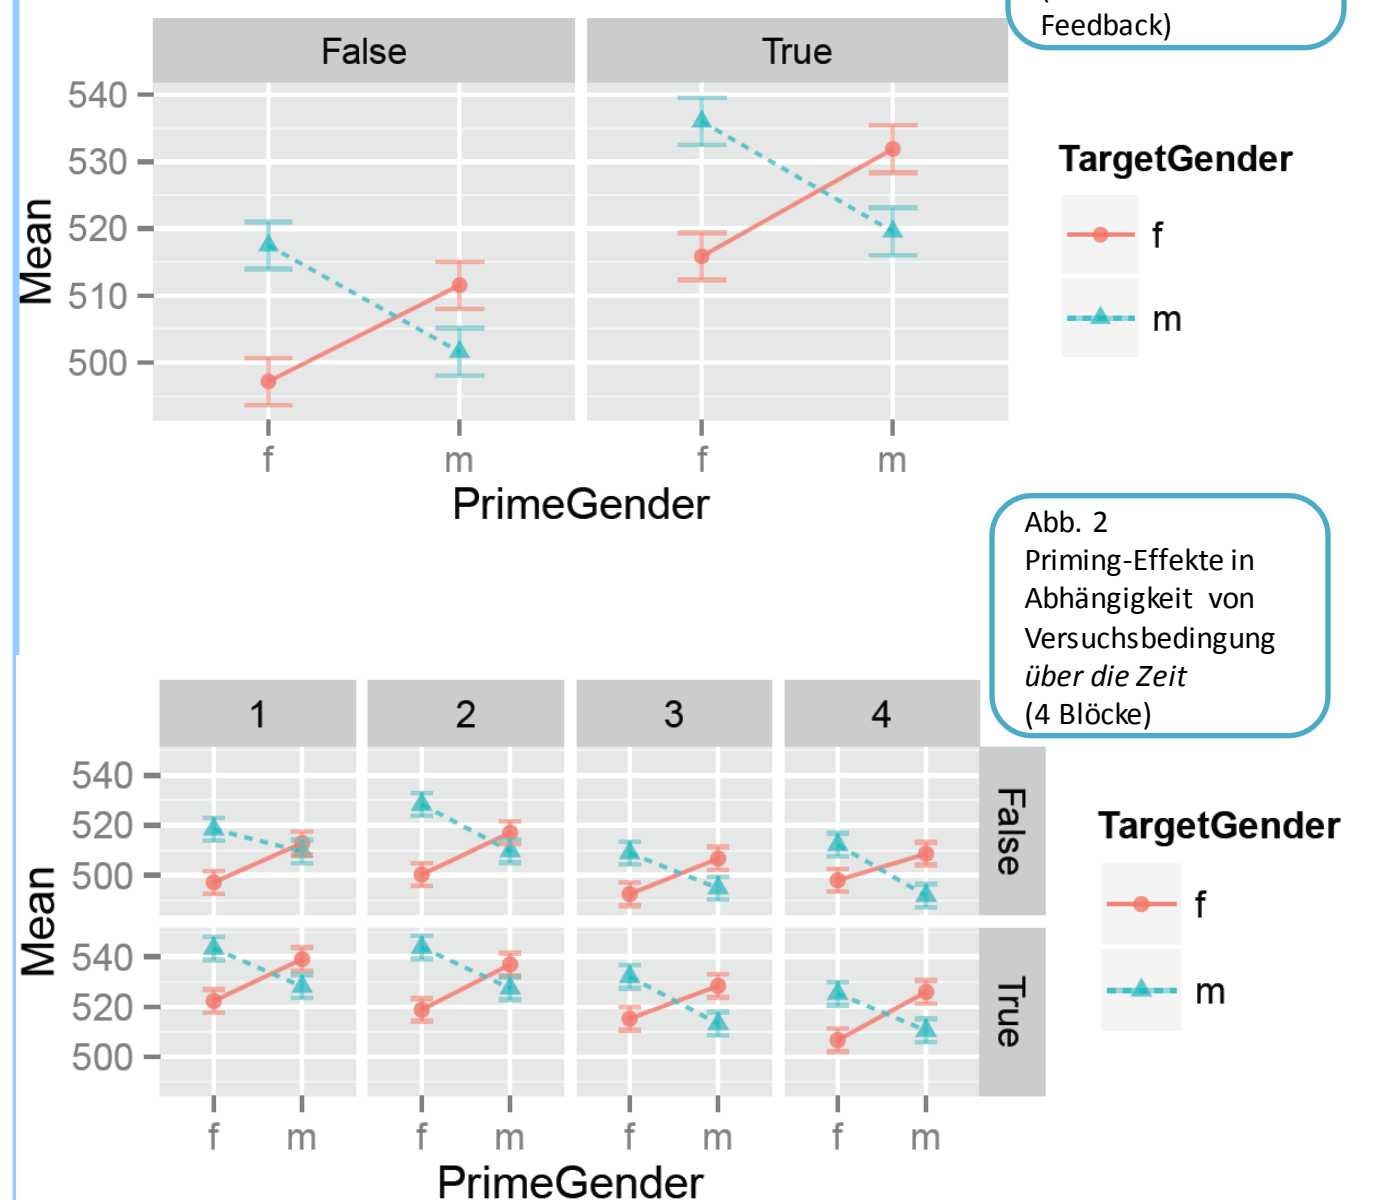 Feedback)
False True
540
530
520
510
500
Mean
f m f m
PrimeGender
TargetGender
f
m
Abb. 2
Priming-Effekte in
Abhängigkeit von
Versuchsbedingung
über die Zeit
(4 Blöcke)
1 2 3 4
540
520
500
False
540
520
500
True
Mean
f m f m f m f m
PrimeGender
TargetGender
f
m